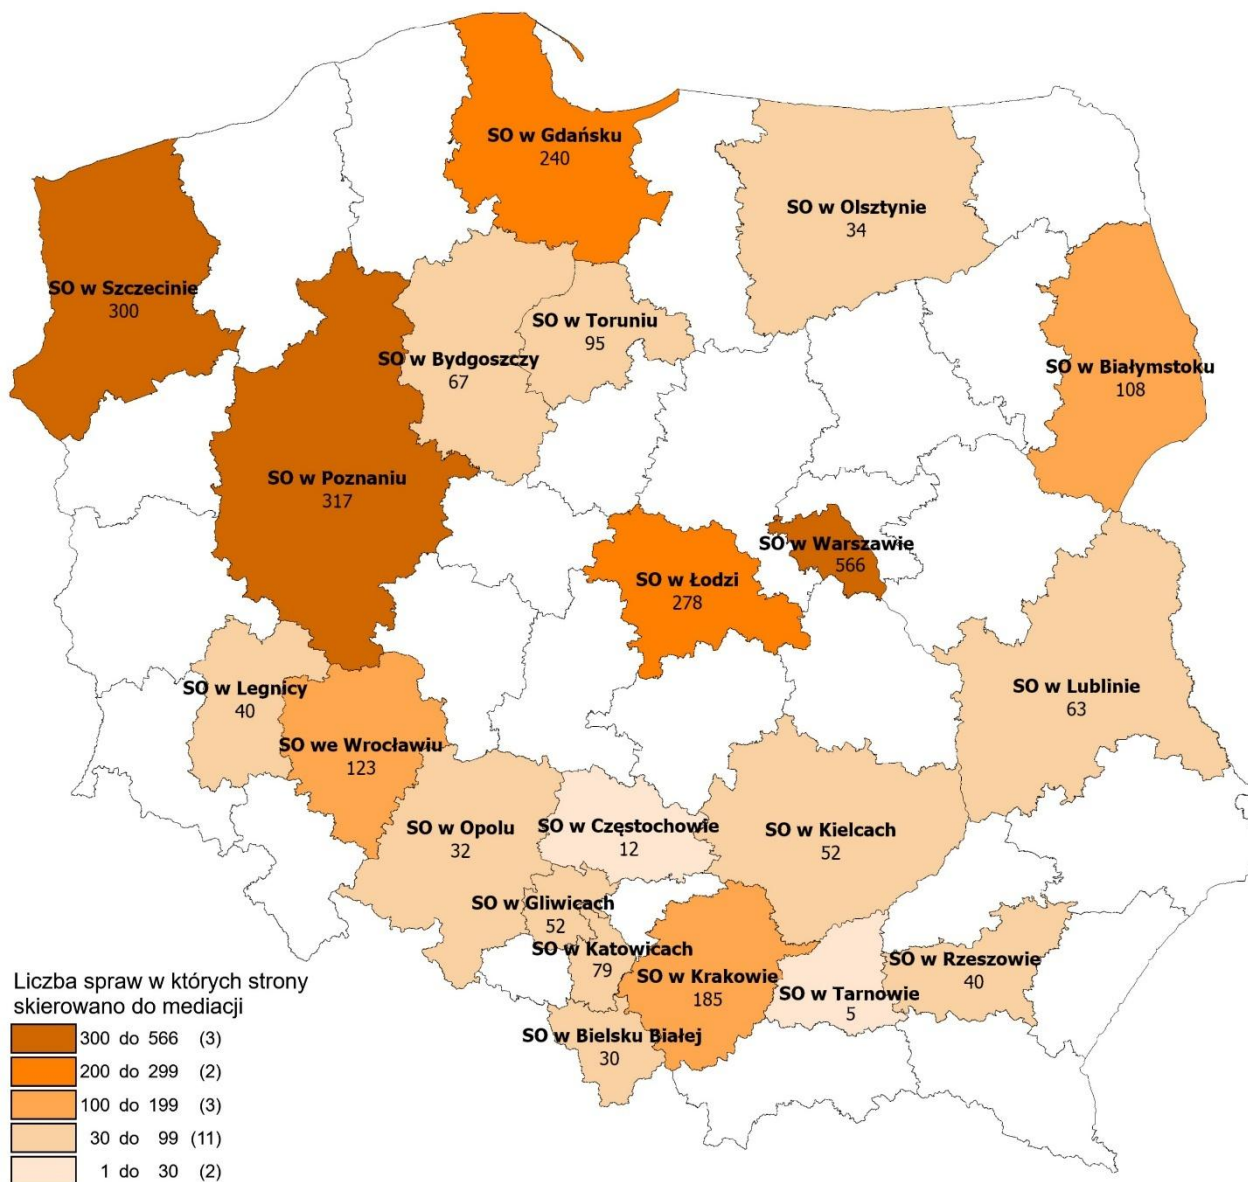 SO w Gdańsku
240
SO w Olsztynie
34
SO w Szczecinie
300
SO w Toruniu
95
SO w Bydgoszczy
67
SO w Białymstoku
108
SO w Poznaniu
317
SO w Warszawie
566
SO w Łodzi
278
SO w Legnicy
40
SO w Lublinie
63
SO we Wrocławiu
123
SO w Opolu
32
SO w Częstochowie
12
SO w Kielcach
52
SO w Gliwicach
52
SO w Katowicach
79
SO w Krakowie
185
SO w Tarnowie
5
SO w Rzeszowie
40
SO w Bielsku Białej
30
Liczba spraw w których strony
skierowano do mediacji
300 do 566 (3)
200 do 299 (2)
100 do 199 (3)
30 do 99 (11)
1 do 30 (2)